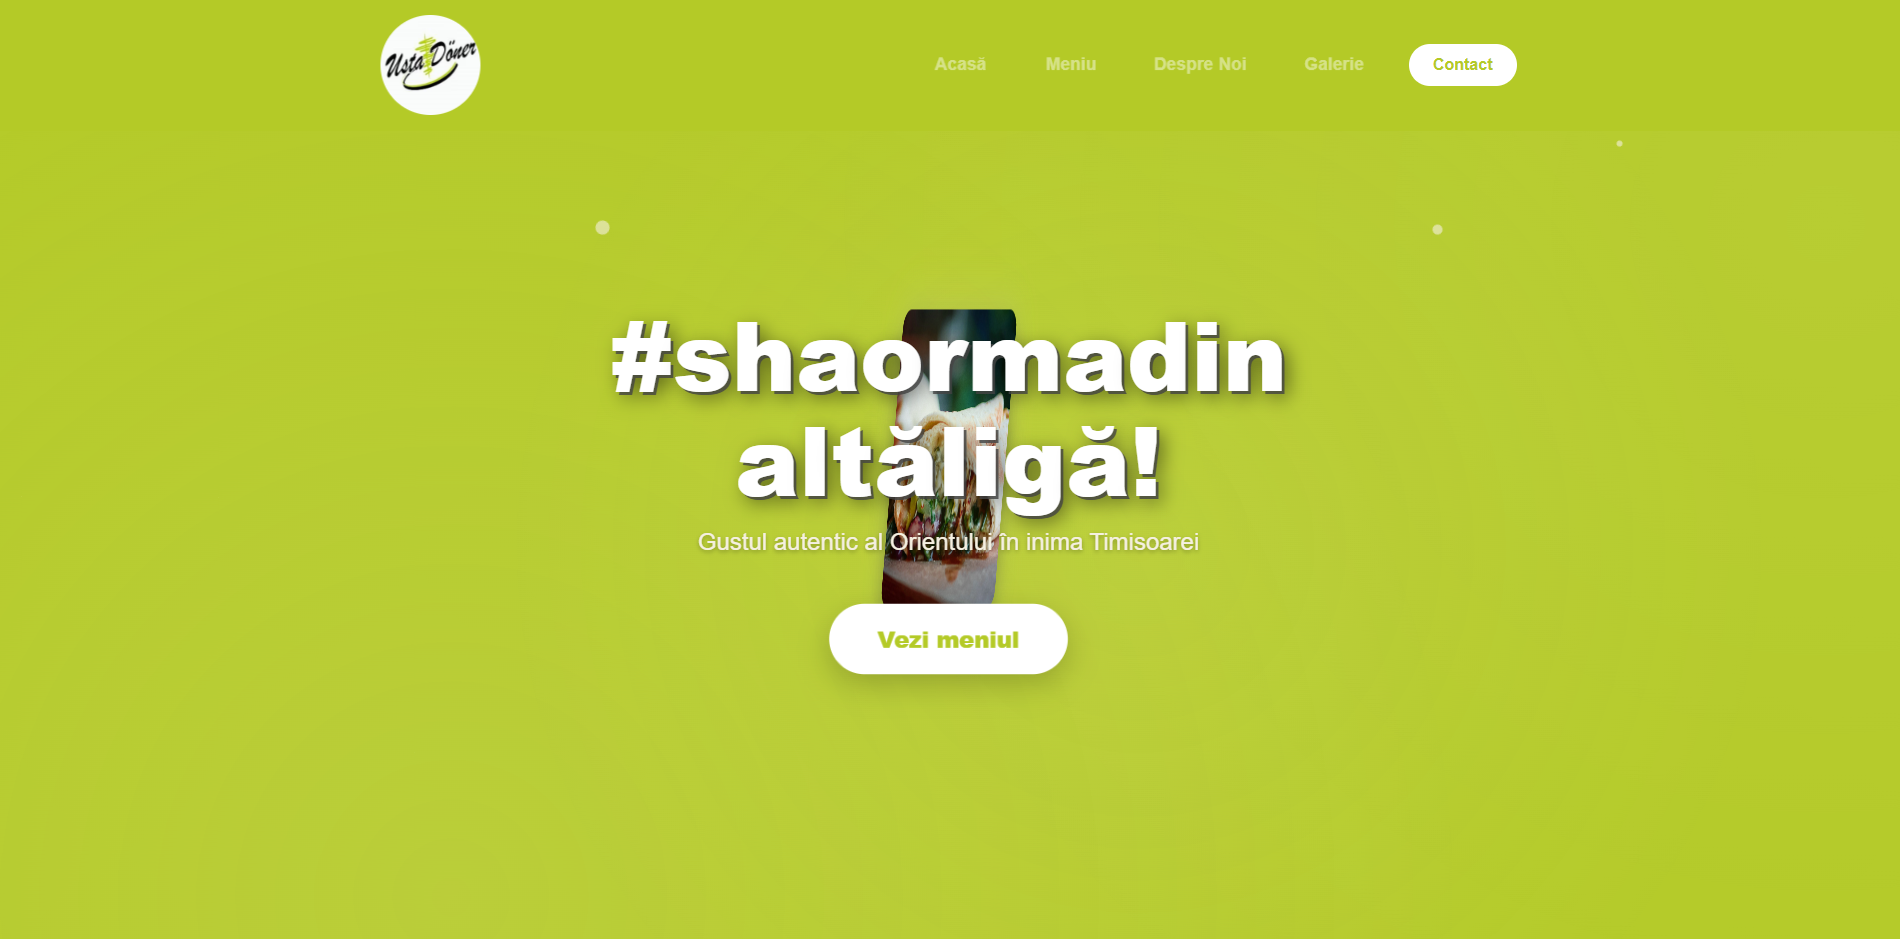 Usta Döner
Acasă Meniu Despre Noi Galerie Contact
#shaormadin
altăligă!
Gustul autentic al Orientului în inima Timisoarei
Vezi meniul